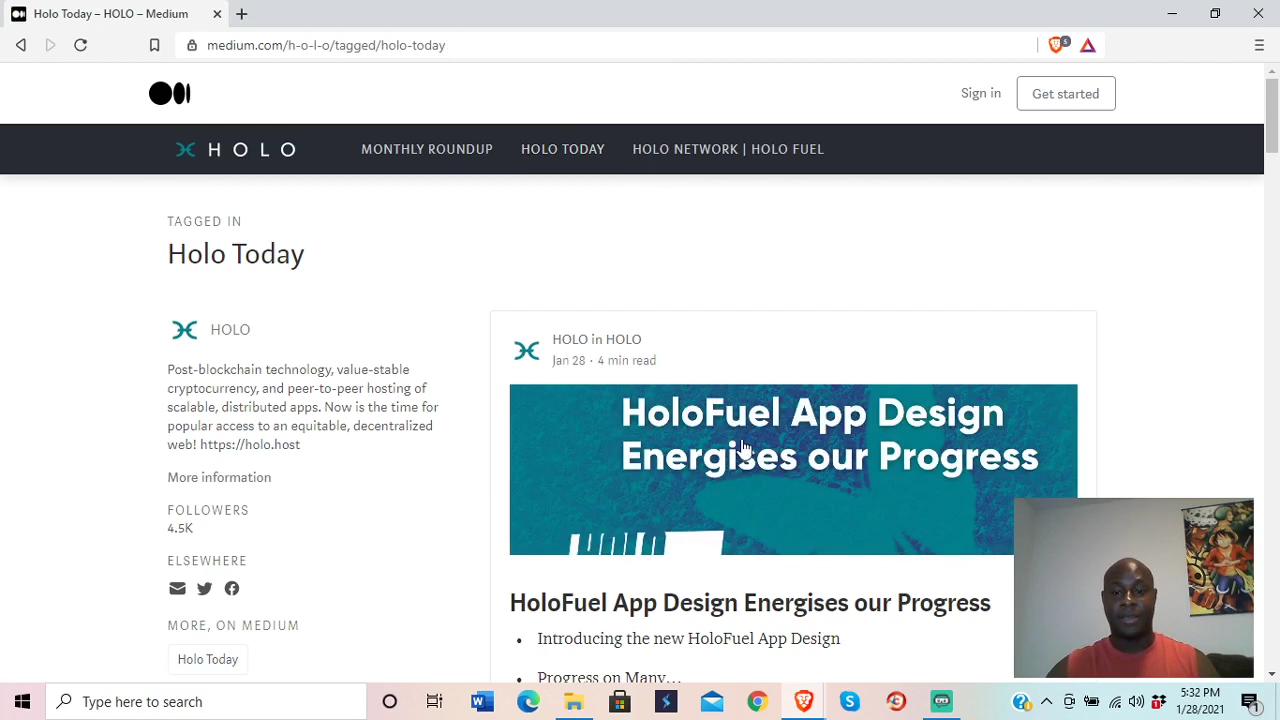 Holo Today – HOLO – Medium
medium.com/h-o-l-o/tagged/holo-today
Sign in
Get started
HOLO
MONTHLY ROUNDUP
HOLO TODAY
HOLO NETWORK | HOLO FUEL
TAGGED IN
Holo Today
HOLO
Post-blockchain technology, value-stable
cryptocurrency, and peer-to-peer hosting of
scalable, distributed apps. Now is the time for
popular access to an equitable, decentralized
web! https://holo.host
More information
FOLLOWERS
4.5K
ELSEWHERE
MORE, ON MEDIUM
Holo Today
HOLO in HOLO
Jan 28 · 4 min read
HoloFuel App Design
Energises our Progress
HoloFuel App Design Energises our Progress
• Introducing the new HoloFuel App Design
• Progress on Many…
Type here to search
5:32 PM
1/28/2021